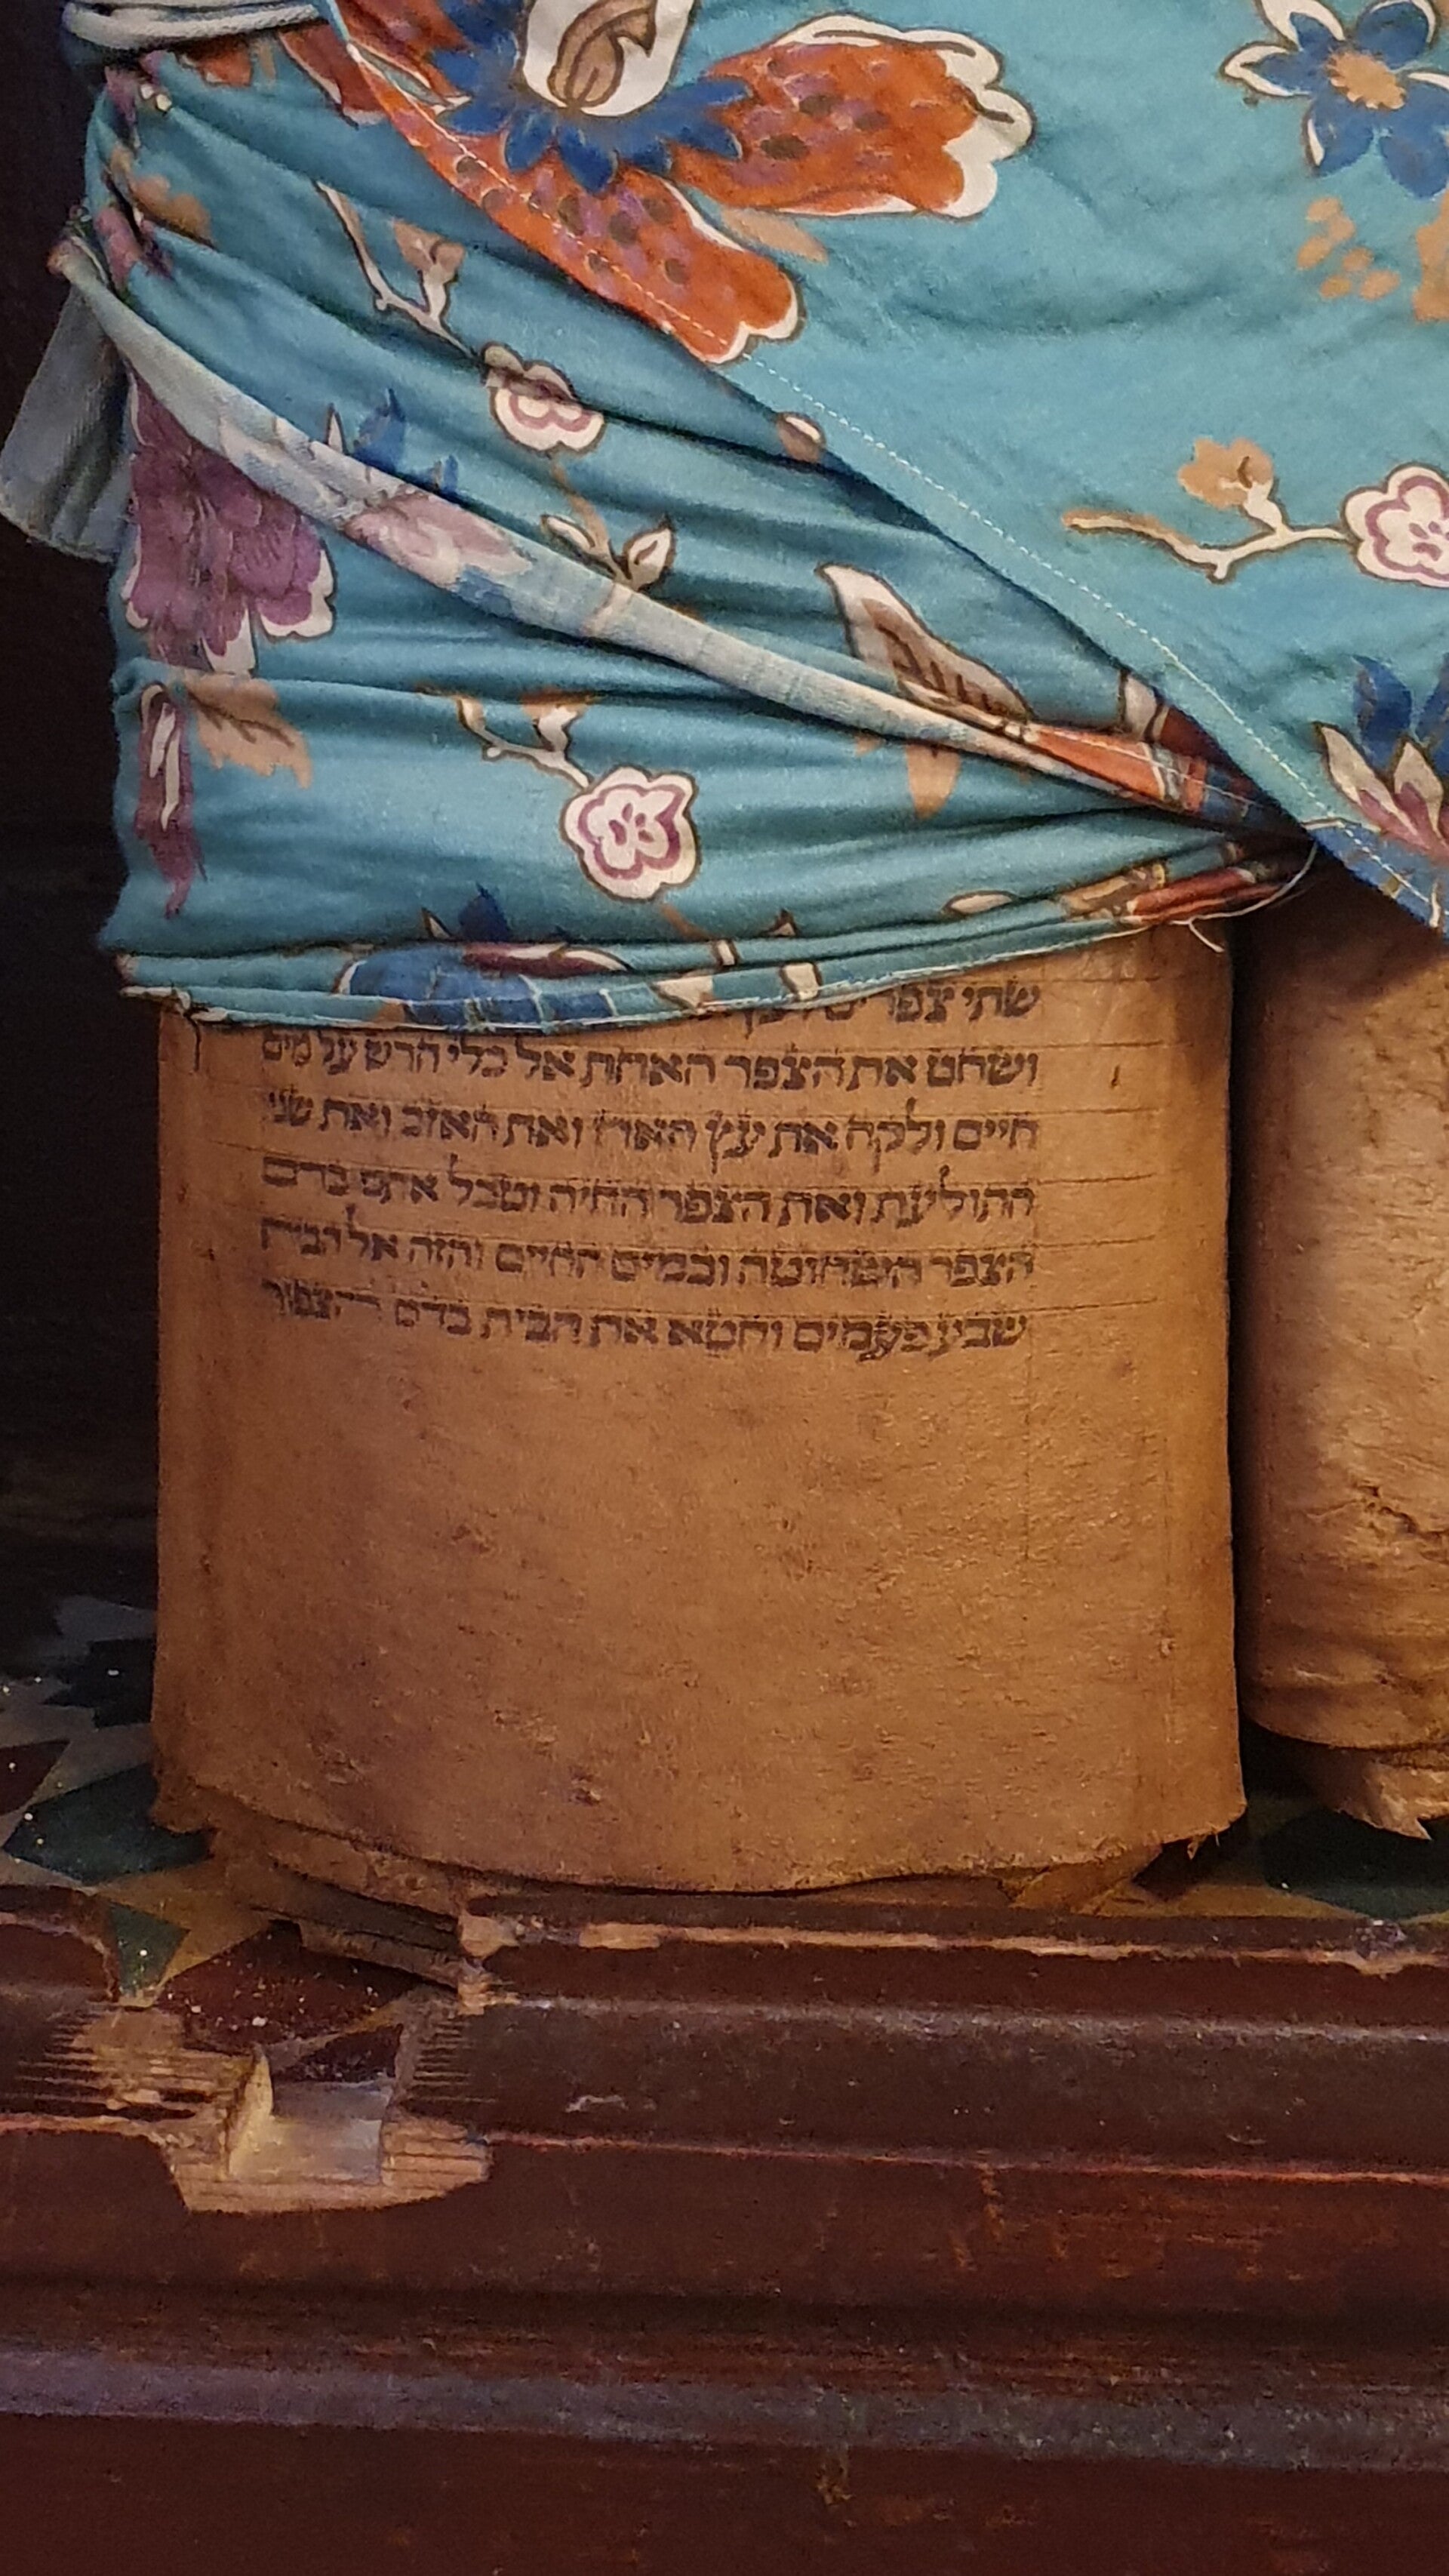 שתי צפרים
ושחט את הצפר האחת אל כלי חרש על מים
חיים ולקח את עץ הארז ואת האזב ואת שני
התולעת ואת הצפר החיה וטבל אתם בדם
הצפר השחוטה ובמים החיים והזה אל הבית
שבע פעמים וחטא את הבית בדם הצפור